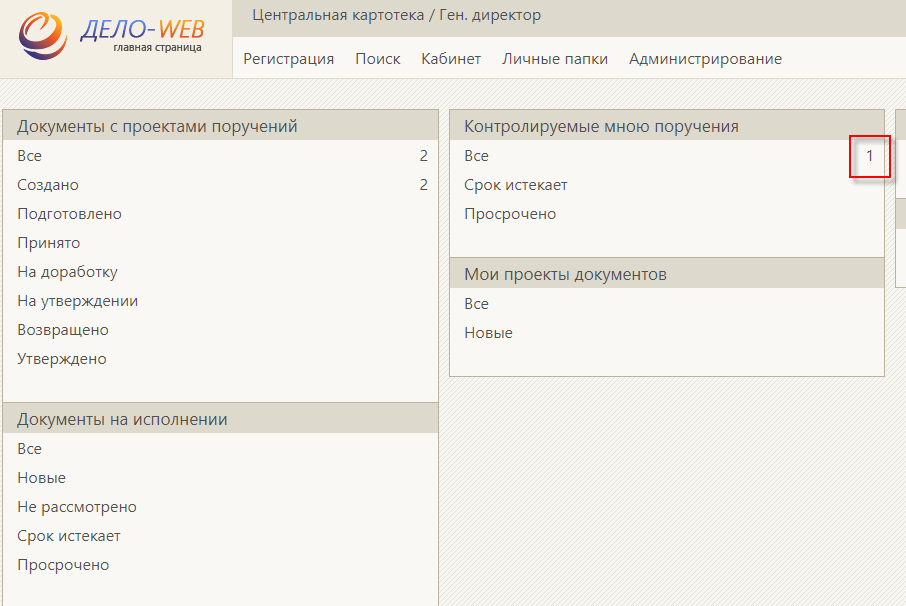 ДЕЛО-WEB
главная страница
Центральная картотека / Ген. директор
Регистрация Поиск Кабинет Личные папки Администрирование
Документы с проектами поручений
Все 2
Создано 2
Подготовлено
Принято
На доработку
На утверждении
Возвращено
Утверждено
Документы на исполнении
Все
Новые
Не рассмотрено
Срок истекает
Просрочено
Контролируемые мною поручения
Все 1
Срок истекает
Просрочено
Мои проекты документов
Все
Новые